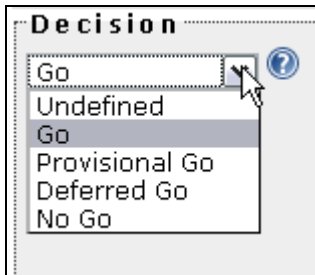 Decision
Go
?
Undefined
Go
Provisional Go
Deferred Go
No Go